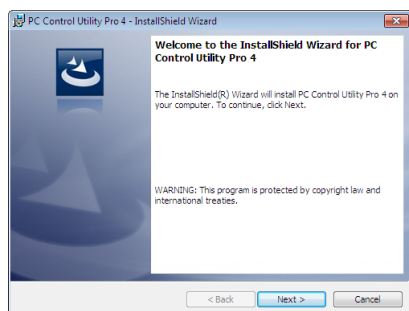 PC Control Utility Pro 4 - InstallShield Wizard
Welcome to the InstallShield Wizard for PC
Control Utility Pro 4
The InstallShield(R) Wizard will install PC Control Utility Pro 4 on
your computer. To continue, click Next.
WARNING: This program is protected by copyright law and
international treaties.
< Back
Next >
Cancel